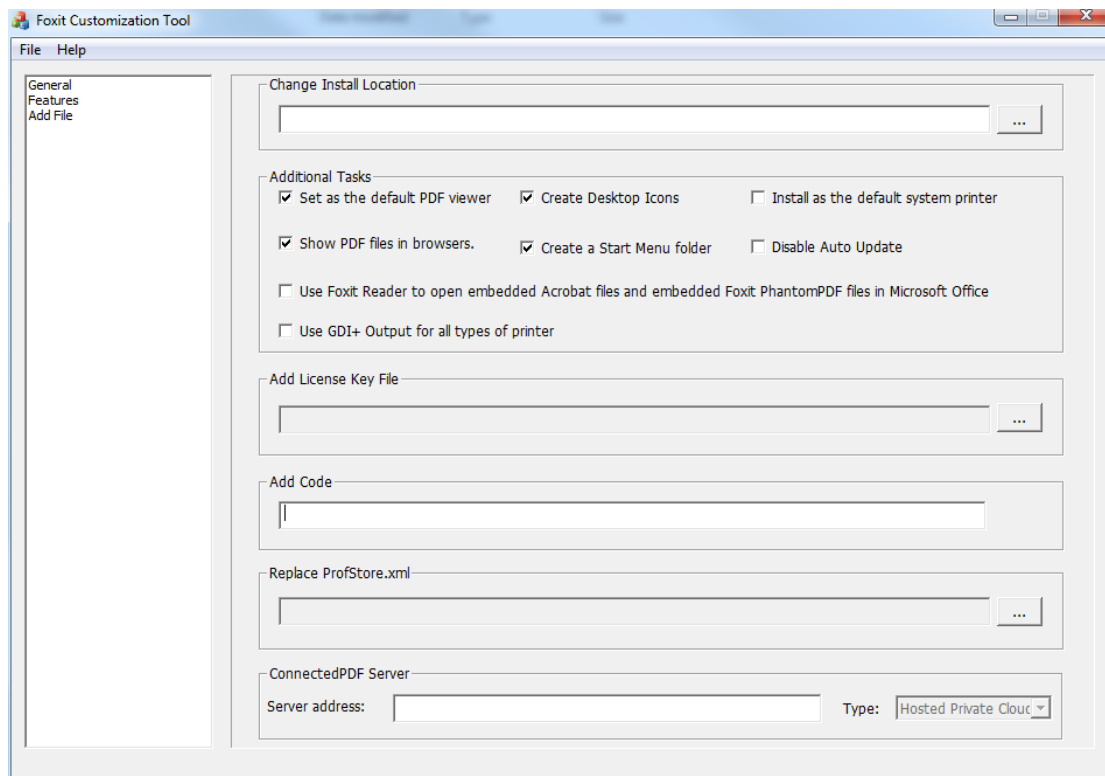 Foxit Customization Tool
Date modified Type Size
File Help
General
Features
Add File
Change Install Location
...
Additional Tasks
Set as the default PDF viewer Create Desktop Icons Install as the default system printer
Show PDF files in browsers. Create a Start Menu folder Disable Auto Update
Use Foxit Reader to open embedded Acrobat files and embedded Foxit PhantomPDF files in Microsoft Office
Use GDI+ Output for all types of printer
Add License Key File
...
Add Code
Replace ProfStore.xml
...
ConnectedPDF Server
Server address: Type: Hosted Private Clouc